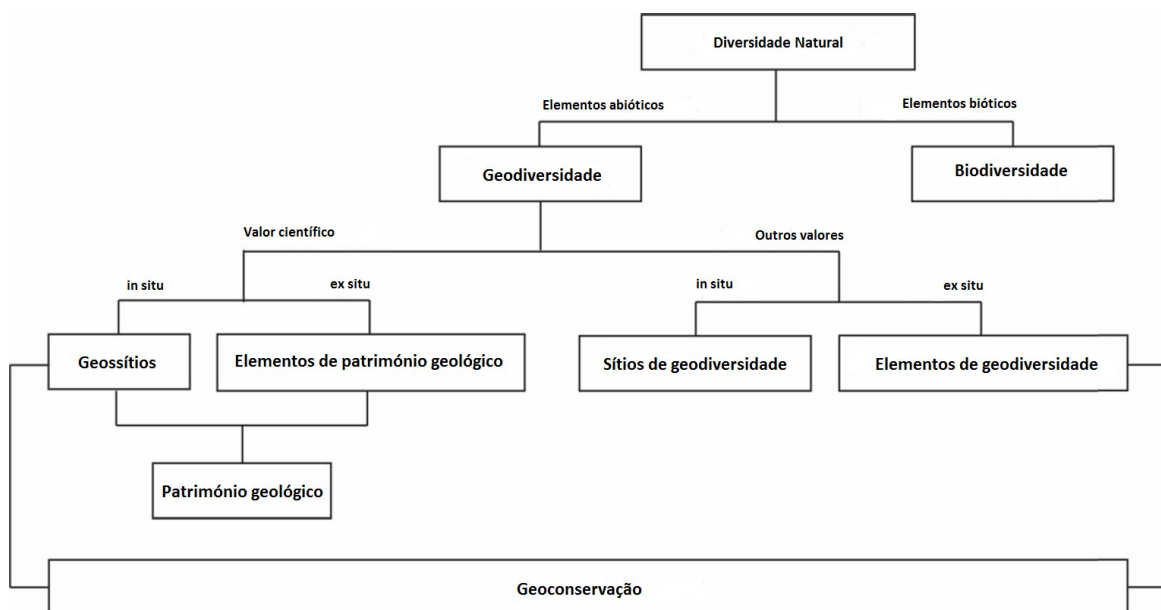 Diversidade Natural
Elementos abióticos
Elementos bióticos
Geodiversidade
Biodiversidade
Valor científico
Outros valores
in situ
ex situ
in situ
ex situ
Geossítios
Elementos de património geológico
Sítios de geodiversidade
Elementos de geodiversidade
Património geológico
Geoconservação